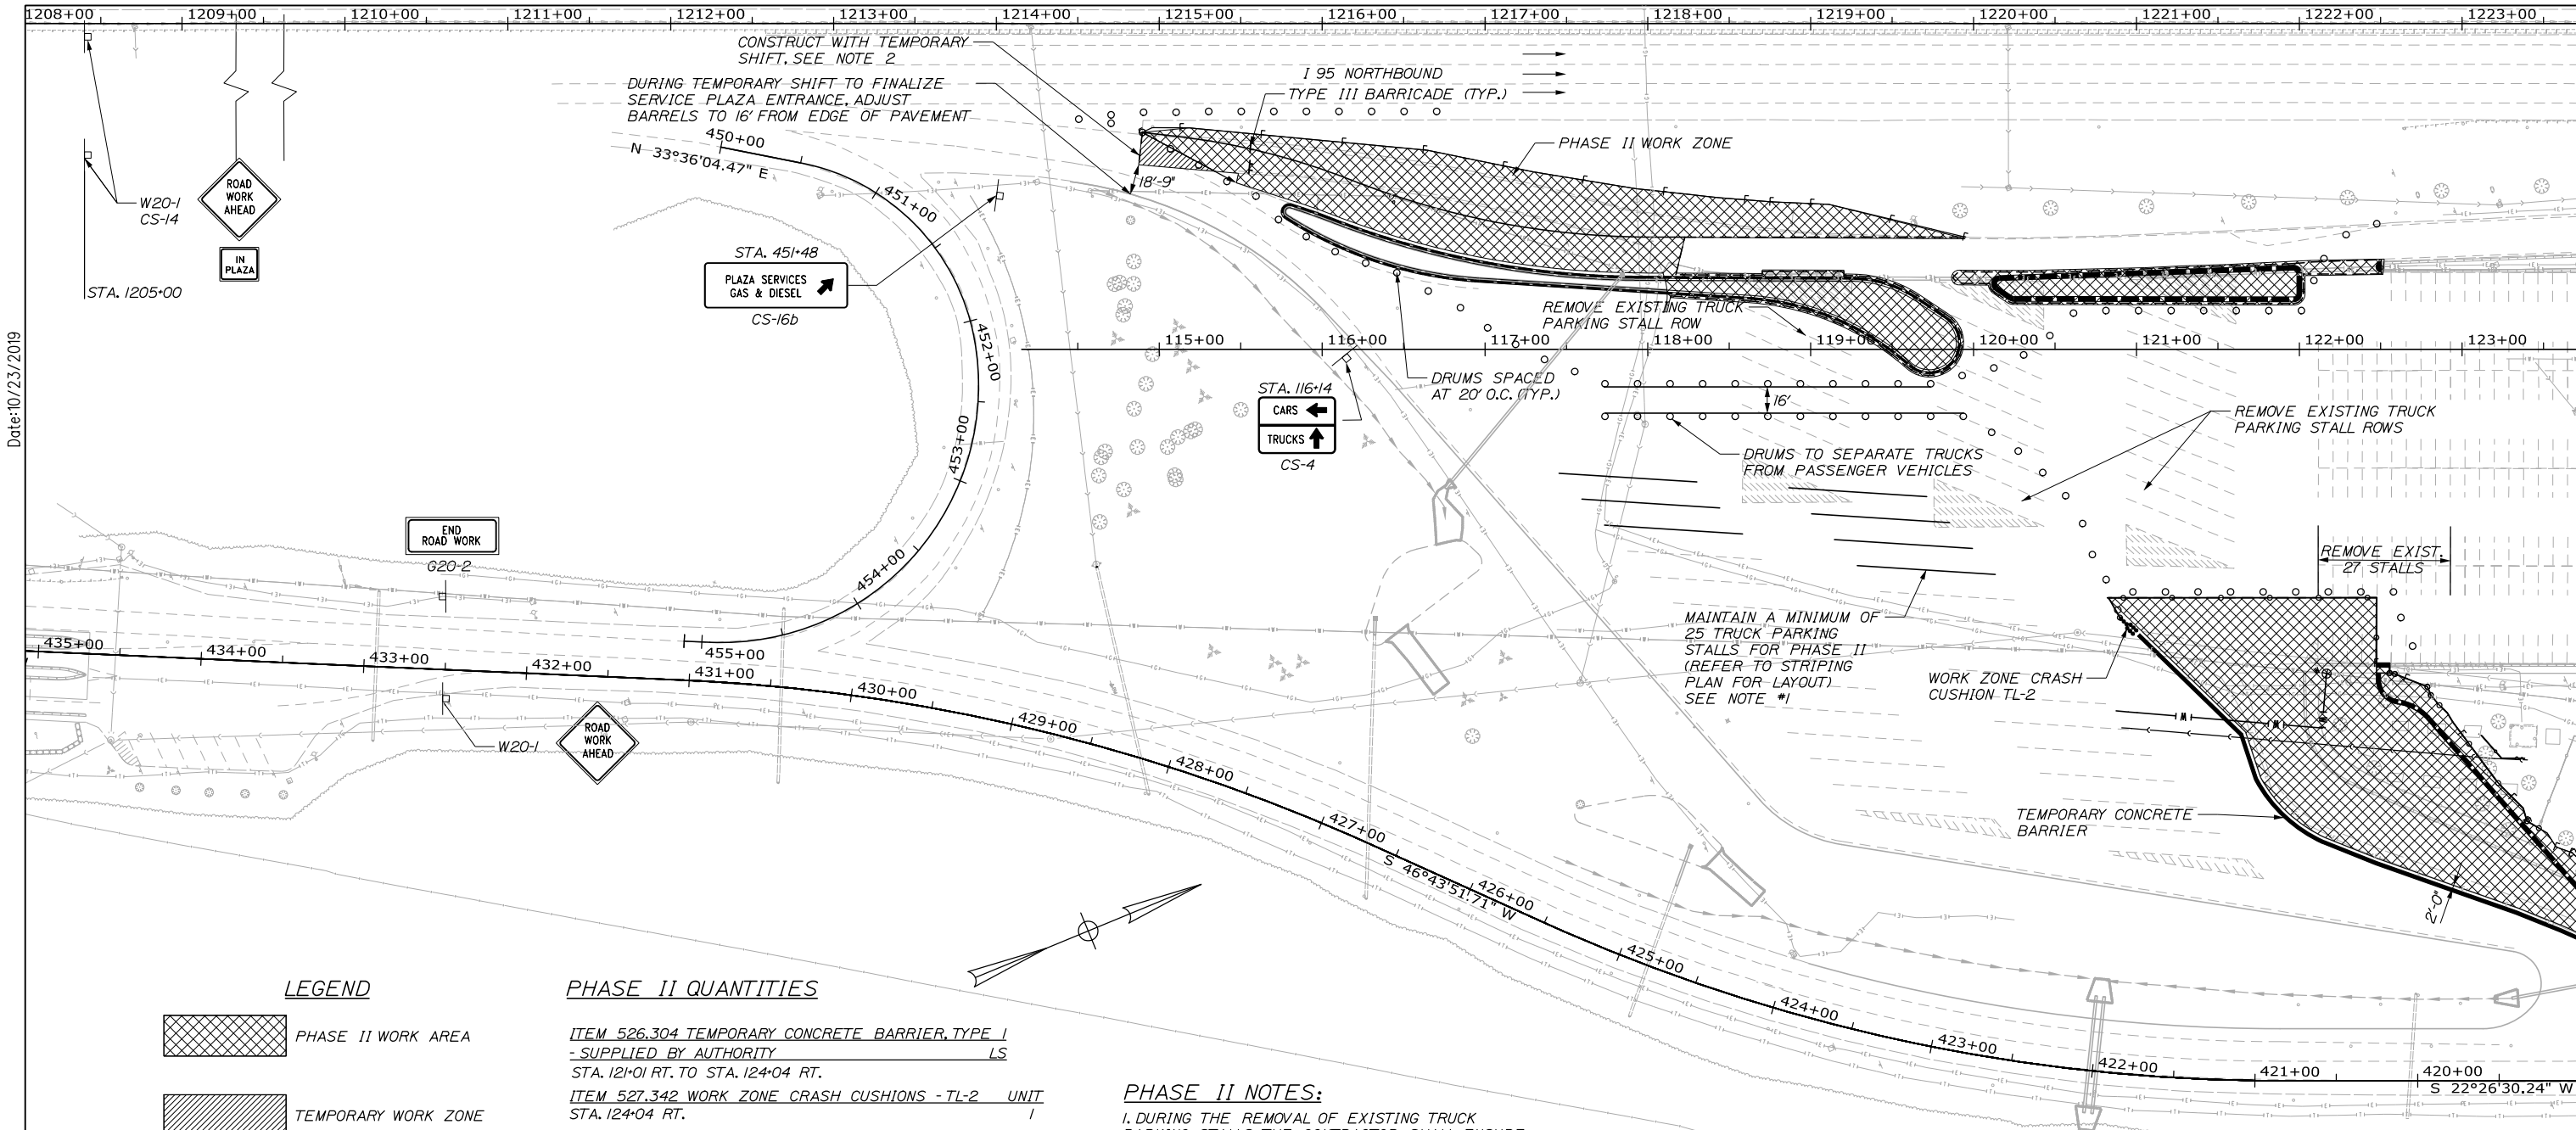 1208+00
1209+00
1210+00
1211+00
1212+00
1213+00
1214+00
1215+00
1216+00
1217+00
1218+00
1219+00
1220+00
1221+00
1222+00
1223+00
CONSTRUCT WITH TEMPORARY
SHIFT, SEE NOTE 2
DURING TEMPORARY SHIFT TO FINALIZE
SERVICE PLAZA ENTRANCE, ADJUST
BARRELS TO 16' FROM EDGE OF PAVEMENT
I 95 NORTHBOUND
TYPE III BARRICADE (TYP.)
PHASE II WORK ZONE
450+00
N 33°36'04.47" E
451+00
18'-9"
W20-1
CS-14
ROAD
WORK
AHEAD
IN
PLAZA
STA. 1205+00
STA. 451+48
PLAZA SERVICES
GAS & DIESEL
CS-16b
452+00
453+00
454+00
455+00
REMOVE EXISTING TRUCK
PARKING STALL ROW
115+00
116+00
117+00
118+00
119+00
120+00
121+00
122+00
123+00
Date:10/23/2019
STA. 116+14
CARS
TRUCKS
CS-4
DRUMS SPACED
AT 20' O.C. (TYP.)
16'
REMOVE EXISTING TRUCK
PARKING STALL ROWS
DRUMS TO SEPARATE TRUCKS
FROM PASSENGER VEHICLES
END
ROAD WORK
G20-2
REMOVE EXIST.
27 STALLS
MAINTAIN A MINIMUM OF
25 TRUCK PARKING
STALLS FOR PHASE II
(REFER TO STRIPING
PLAN FOR LAYOUT)
SEE NOTE #1
WORK ZONE CRASH
CUSHION TL-2
435+00
434+00
433+00
432+00
431+00
430+00
429+00
428+00
427+00
426+00
425+00
424+00
423+00
422+00
421+00
420+00
W20-1
ROAD
WORK
AHEAD
S 46°43'51.71" W
TEMPORARY CONCRETE
BARRIER
2'-0"
S 22°26'30.24" W
LEGEND
PHASE II WORK AREA
TEMPORARY WORK ZONE
PHASE II QUANTITIES
ITEM 526.304 TEMPORARY CONCRETE BARRIER, TYPE I
- SUPPLIED BY AUTHORITY LS
STA. 121+01 RT. TO STA. 124+04 RT.
ITEM 527.342 WORK ZONE CRASH CUSHIONS - TL-2 UNIT
STA. 124+04 RT. 1
PHASE II NOTES:
1. DURING THE REMOVAL OF EXISTING TRUCK